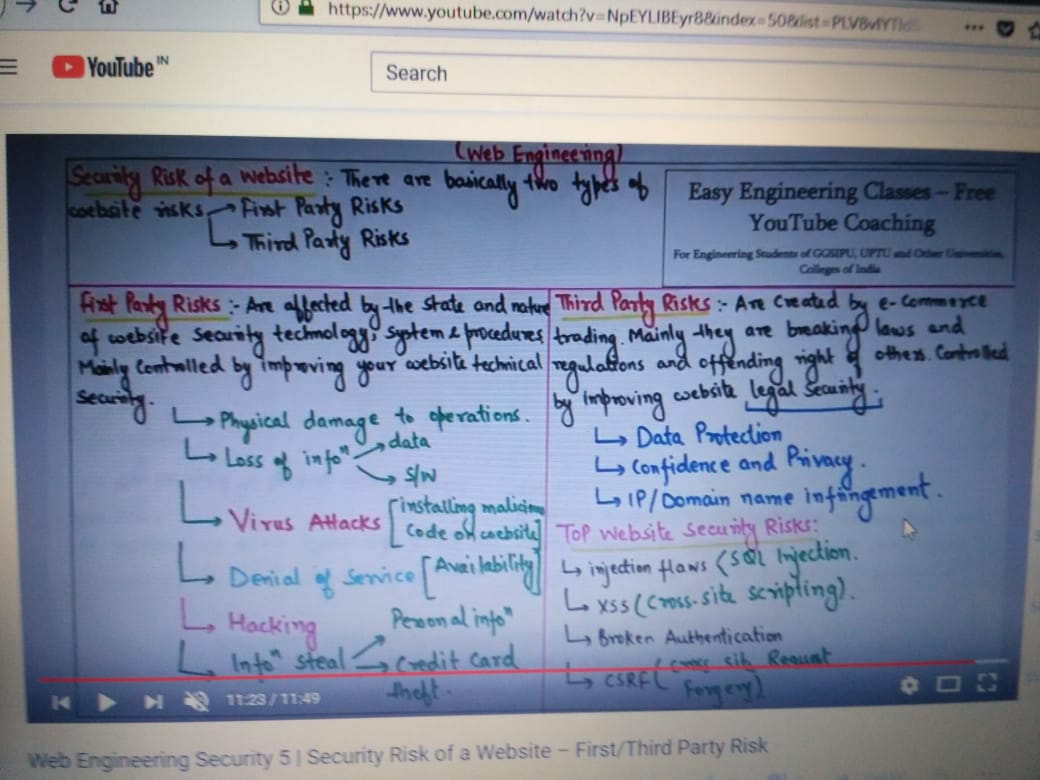 https://www.youtube.com/watch?v=NpEYLIBEyr8&index=50&list=PLV8vIYTIdS
YouTube IN
Search
(Web Engineering)
Security Risk of a website : There are basically two types of
website risks → First Party Risks
↳ Third Party Risks
Easy Engineering Classes – Free
YouTube Coaching
For Engineering Students of GGSIPU, UPTU and Other Universities,
Colleges of India
First Party Risks :- Are affected by the state and nature
of website security technology, system & procedures
Mainly Controlled by improving your website technical
security.
↳ Physical damage to operations.
↳ Loss of infoⁿ → data
→ S/W
↳ Virus Attacks [installing malicious
Code on website]
↳ Denial of Service [Availability]
↳ Hacking
↳ Infoⁿ steal → Personal infoⁿ
→ Credit Card
theft.
Third Party Risks :- Are Created by e-Commerce
trading. Mainly they are breaking laws and
regulations and offending right of others. Controlled
by improving website legal security.
↳ Data Protection
↳ Confidence and Privacy.
↳ IP/Domain name infringement.
Top Website Security Risks:
↳ injection flaws (SQL Injection.
↳ XSS (Cross-site scripting).
↳ Broken Authentication
↳ CSRF (Cross site Request
Forgery)
11:23 / 11:49
Web Engineering Security 5 | Security Risk of a Website – First/Third Party Risk